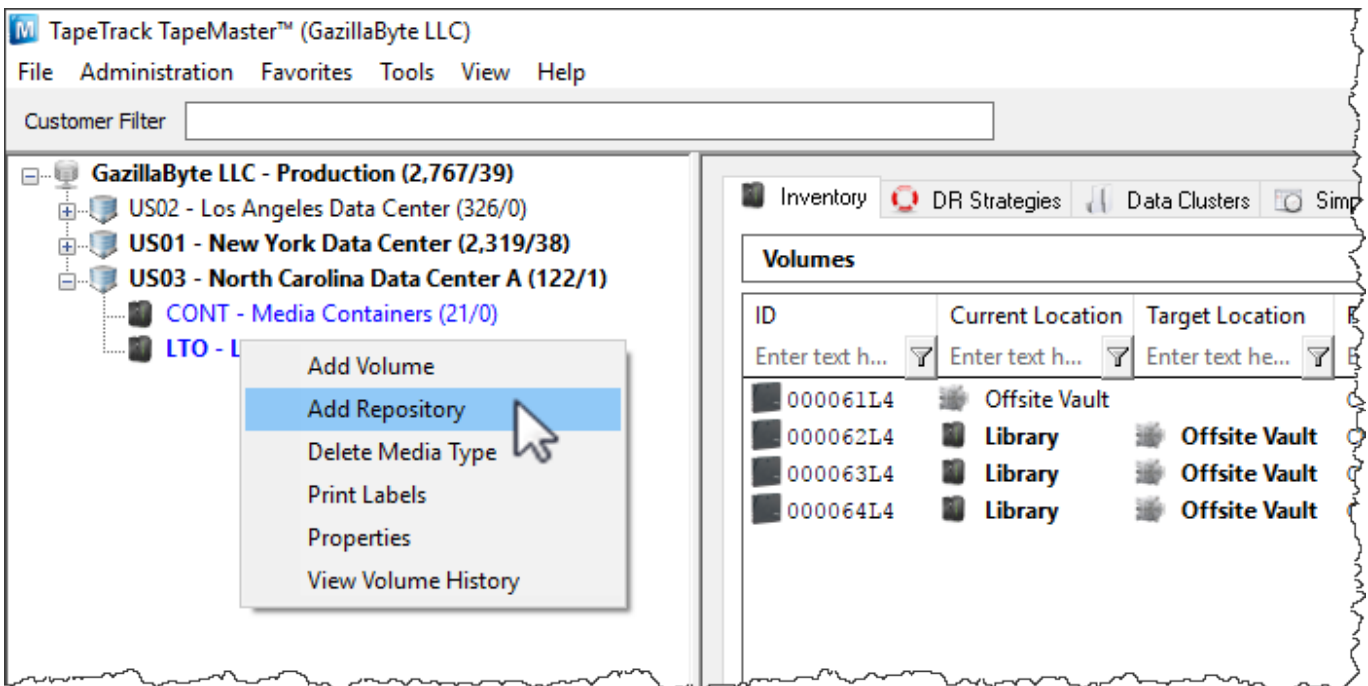 TapeTrack TapeMaster™ (GazillaByte LLC)
File Administration Favorites Tools View Help
Customer Filter
GazillaByte LLC - Production (2,767/39)
US02 - Los Angeles Data Center (326/0)
US01 - New York Data Center (2,319/38)
US03 - North Carolina Data Center A (122/1)
CONT - Media Containers (21/0)
LTO - L
Add Volume
Add Repository
Delete Media Type
Print Labels
Properties
View Volume History
Inventory DR Strategies Data Clusters
Volumes
ID Current Location Target Location
Enter text h... Enter text h... Enter text he...
000061L4 Offsite Vault
000062L4 Library Offsite Vault
000063L4 Library Offsite Vault
000064L4 Library Offsite Vault